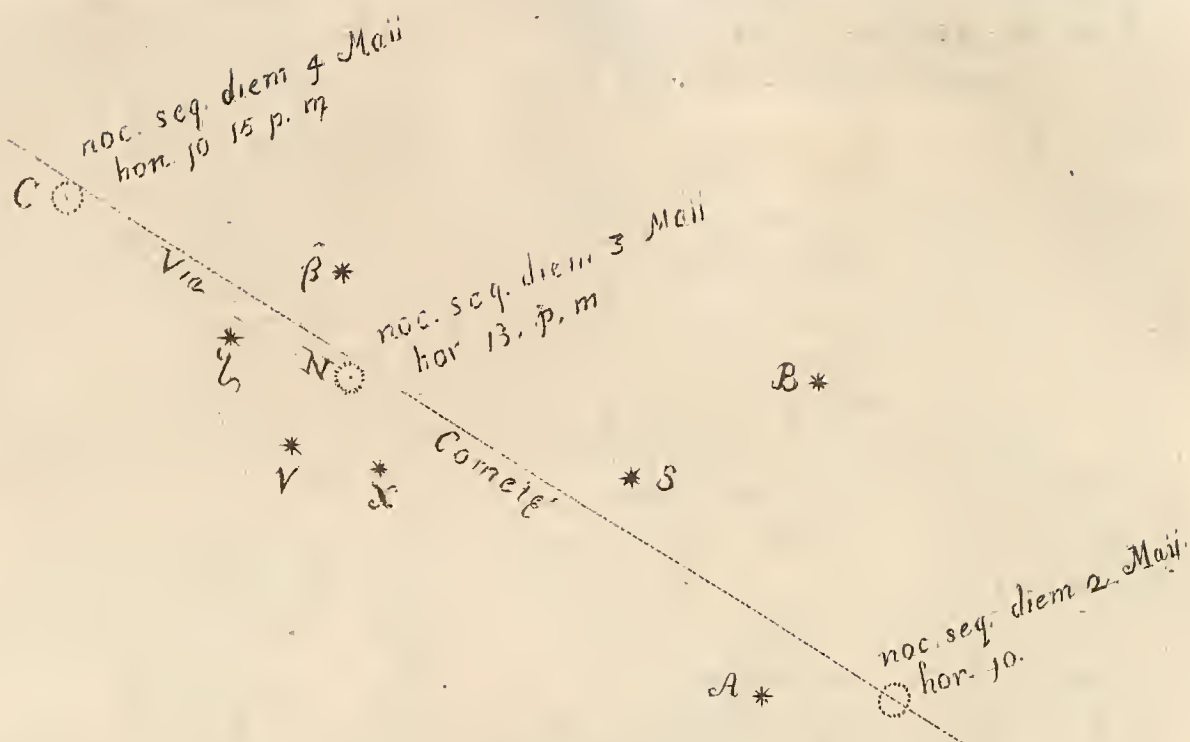 noc. seq. diem 4 Maii
hor. 10 15 p. m
C
Via
β
noc. seq. diem 3 Maii
hor 13. p. m
ζ
N
B
V
X
Cometę
S
noc. seq. diem 2 Maii.
hor. 10.
A